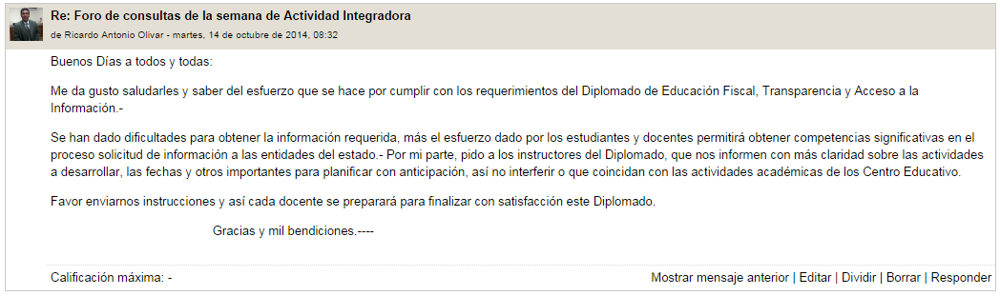 Re: Foro de consultas de la semana de Actividad Integradora
de Ricardo Antonio Olivar - martes, 14 de octubre de 2014, 08:32
Buenos Días a todos y todas:
Me da gusto saludarles y saber del esfuerzo que se hace por cumplir con los requerimientos del Diplomado de Educación Fiscal, Transparencia y Acceso a la
Información.-
Se han dado dificultades para obtener la información requerida, más el esfuerzo dado por los estudiantes y docentes permitirá obtener competencias significativas en el
proceso solicitud de información a las entidades del estado.- Por mi parte, pido a los instructores del Diplomado, que nos informen con más claridad sobre las actividades
a desarrollar, las fechas y otros importantes para planificar con anticipación, así no interferir o que coincidan con las actividades académicas de los Centro Educativo.
Favor enviarnos instrucciones y así cada docente se preparará para finalizar con satisfacción este Diplomado.
Gracias y mil bendiciones.----
Calificación máxima: -
Mostrar mensaje anterior | Editar | Dividir | Borrar | Responder